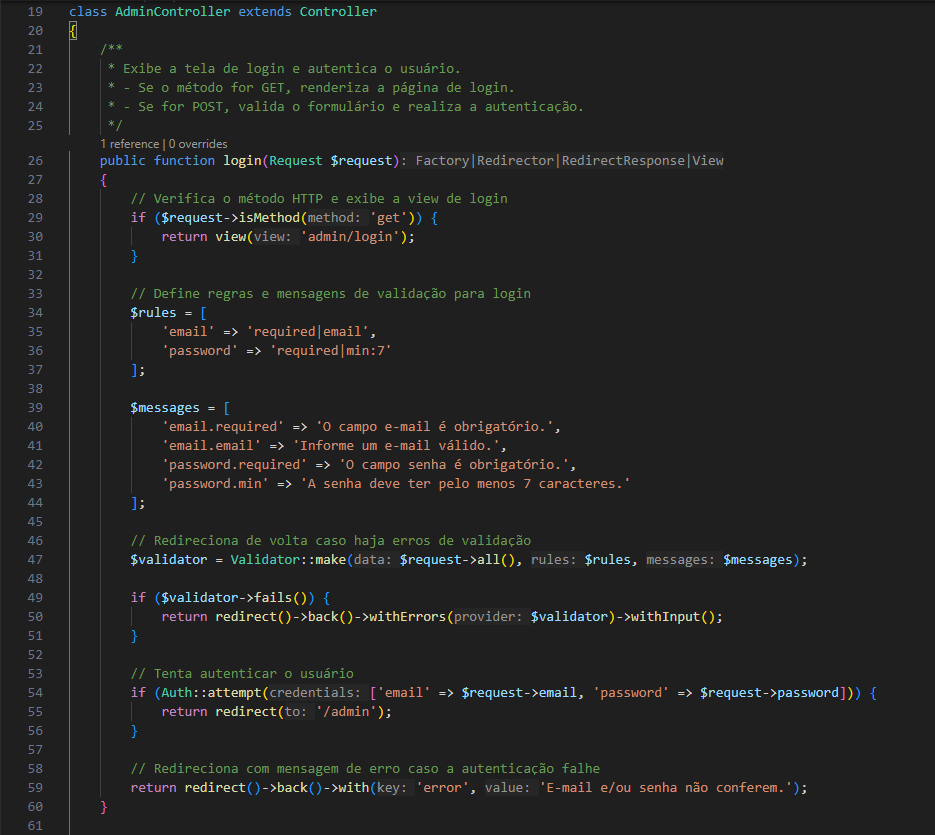 19 class AdminController extends Controller
20 {
21     /**
22      * Exibe a tela de login e autentica o usuário.
23      * - Se o método for GET, renderiza a página de login.
24      * - Se for POST, valida o formulário e realiza a autenticação.
25      */
1 reference | 0 overrides
26     public function login(Request $request): Factory|Redirector|RedirectResponse|View
27     {
28         // Verifica o método HTTP e exibe a view de login
29         if ($request->isMethod(method: 'get')) {
30             return view(view: 'admin/login');
31         }
32
33         // Define regras e mensagens de validação para login
34         $rules = [
35             'email' => 'required|email',
36             'password' => 'required|min:7'
37         ];
38
39         $messages = [
40             'email.required' => 'O campo e-mail é obrigatório.',
41             'email.email' => 'Informe um e-mail válido.',
42             'password.required' => 'O campo senha é obrigatório.',
43             'password.min' => 'A senha deve ter pelo menos 7 caracteres.'
44         ];
45
46         // Redireciona de volta caso haja erros de validação
47         $validator = Validator::make(data: $request->all(), rules: $rules, messages: $messages);
48
49         if ($validator->fails()) {
50             return redirect()->back()->withErrors(provider: $validator)->withInput();
51         }
52
53         // Tenta autenticar o usuário
54         if (Auth::attempt(credentials: ['email' => $request->email, 'password' => $request->password])) {
55             return redirect(to: '/admin');
56         }
57
58         // Redireciona com mensagem de erro caso a autenticação falhe
59         return redirect()->back()->with(key: 'error', value: 'E-mail e/ou senha não conferem.');
60     }
61